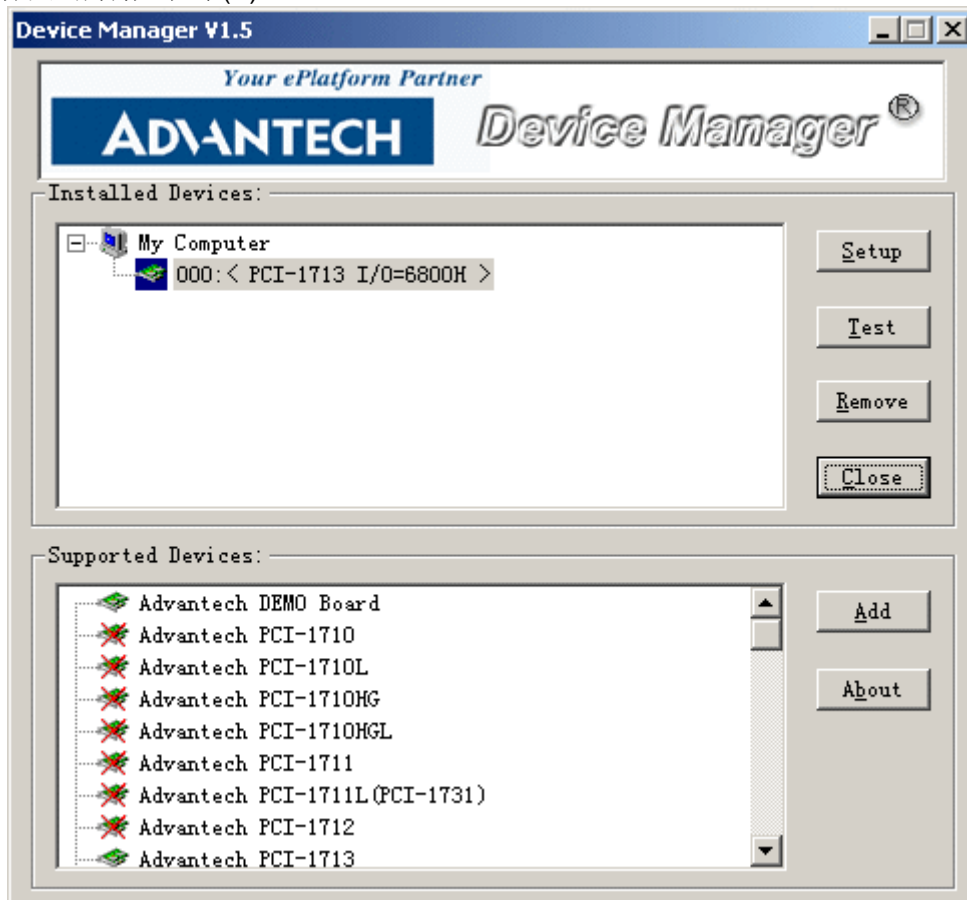 Device Manager V1.5
Your ePlatform Partner
ADVANTECH
Device Manager ®
Installed Devices:
My Computer
000:< PCI-1713 I/O=6800H >
Setup
Test
Remove
Close
Supported Devices:
Advantech DEMO Board
Advantech PCI-1710
Advantech PCI-1710L
Advantech PCI-1710HG
Advantech PCI-1710HGL
Advantech PCI-1711
Advantech PCI-1711L(PCI-1731)
Advantech PCI-1712
Advantech PCI-1713
Add
About